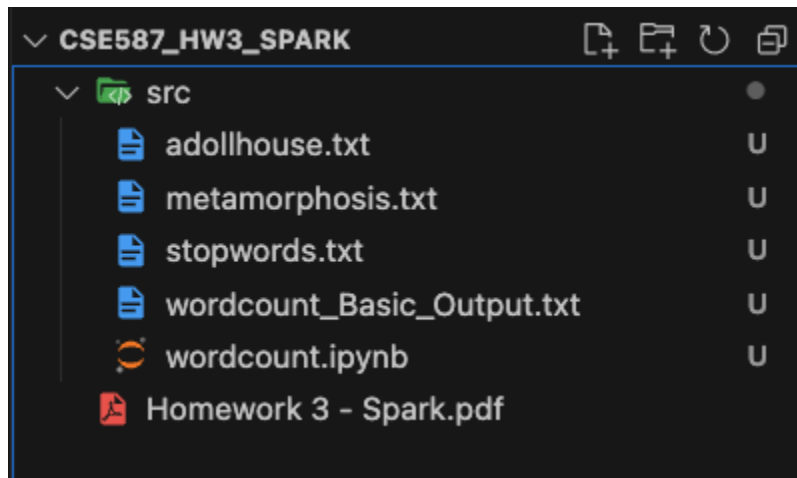 CSE587_HW3_SPARK
src
adollhouse.txt U
metamorphosis.txt U
stopwords.txt U
wordcount_Basic_Output.txt U
wordcount.ipynb U
Homework 3 - Spark.pdf